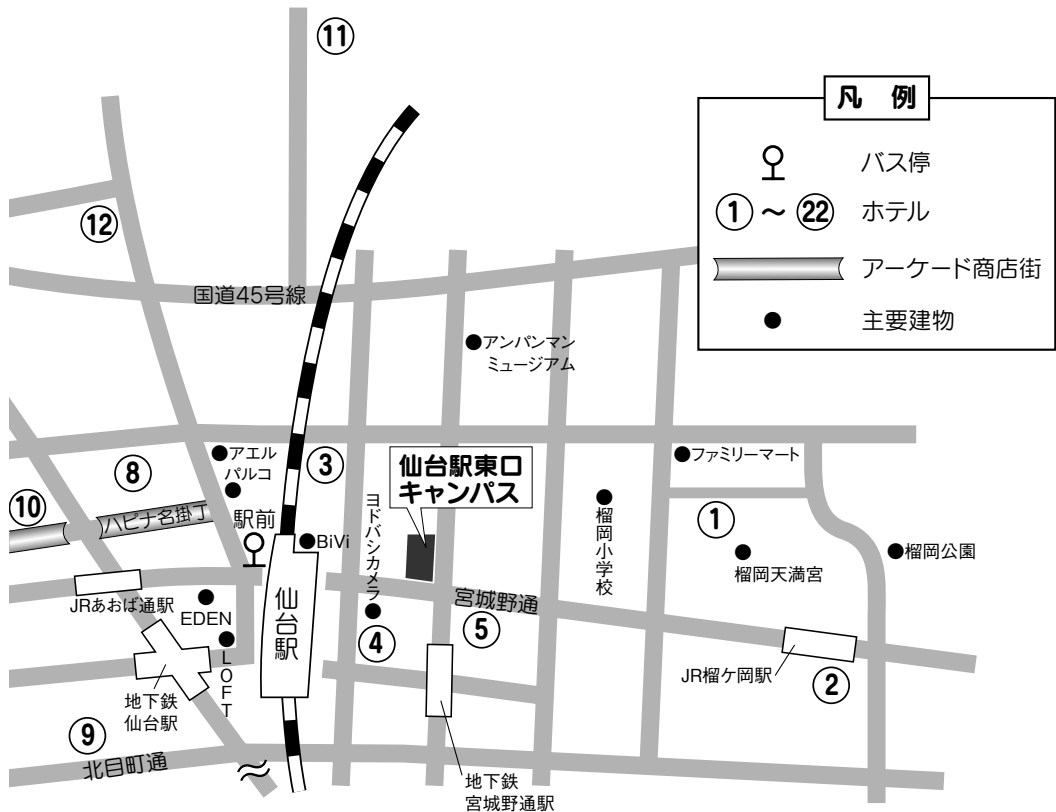 ⑪
凡 例
バス停
①～㉒ ホテル
アーケード商店街
主要建物
⑫
国道45号線
アンパンマン
ミュージアム
アエル
パルコ
⑧
③
仙台駅東口
キャンパス
ファミリーマート
⑩
ハピナ名掛丁
駅前
BiVi
ヨドバシカメラ
榴岡小学校
①
榴岡天満宮
榴岡公園
JRあおば通駅
EDEN
仙台駅
宮城野通
④
⑤
LOFT
地下鉄
仙台駅
JR榴ケ岡駅
②
⑨
北目町通
地下鉄
宮城野通駅